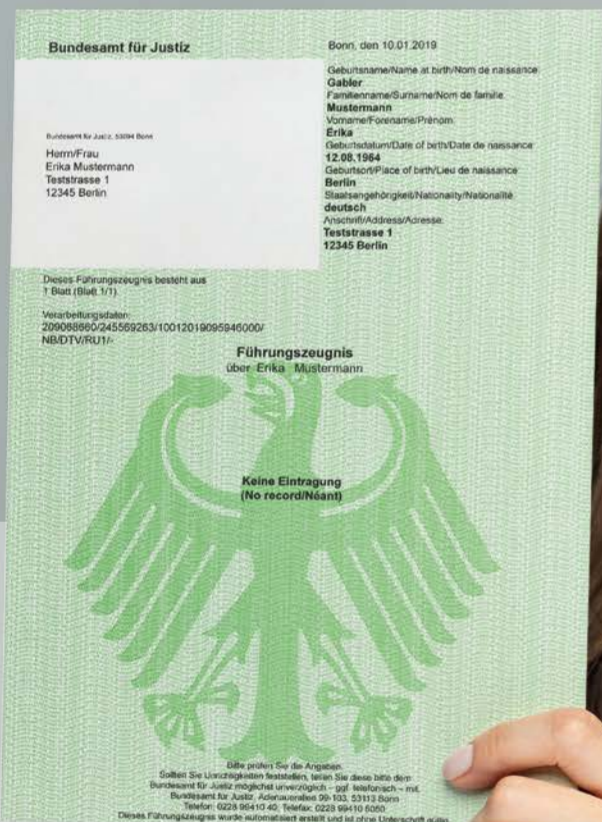 Bundesamt für Justiz
Bonn, den 10.01.2019
Geburtsname/Name at birth/Nom de naissance:
Gabler
Familienname/Surname/Nom de famille:
Mustermann
Vorname/Forename/Prénom:
Erika
Geburtsdatum/Date of birth/Date de naissance:
12.08.1964
Geburtsort/Place of birth/Lieu de naissance:
Berlin
Staatsangehörigkeit/Nationality/Nationalité:
deutsch
Anschrift/Address/Adresse:
Teststrasse 1
12345 Berlin
Bundesamt für Justiz, 53094 Bonn
Herrn/Frau
Erika Mustermann
Teststrasse 1
12345 Berlin
Dieses Führungszeugnis besteht aus
1 Blatt (Blatt 1/1)
Verarbeitungsdaten:
209068660/245569263/10012019095946000/
NB/DTV/RU1/-
Führungszeugnis
über Erika Mustermann
Keine Eintragung
(No record/Néant)
Bitte prüfen Sie die Angaben.
Sollten Sie Unrichtigkeiten feststellen, teilen Sie diese bitte dem
Bundesamt für Justiz möglichst unverzüglich – ggf. telefonisch – mit.
Bundesamt für Justiz, Adenauerallee 99-103, 53113 Bonn
Telefon: 0228 99410 40, Telefax: 0228 99410 5050
Dieses Führungszeugnis wurde automatisiert erstellt und ist ohne Unterschrift gültig.